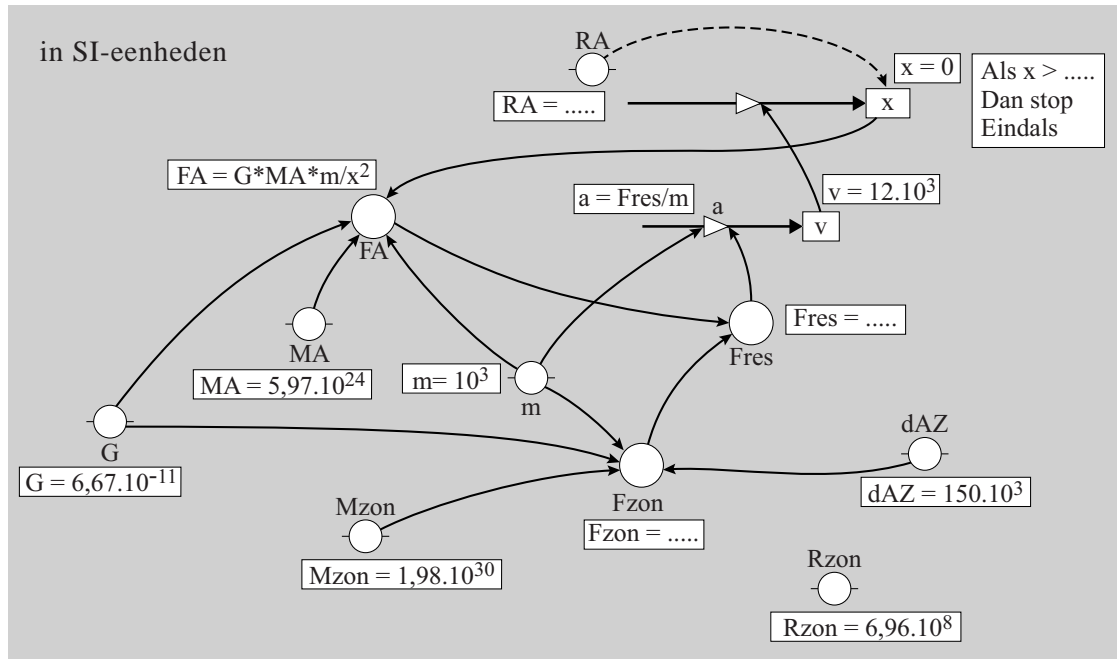 in SI-eenheden
RA
RA = .....
x = 0
x
Als x > .....
Dan stop
Eindals
FA = G*MA*m/x²
FA
a = Fres/m
a
v = 12.10³
v
MA
MA = 5,97.10²⁴
m= 10³
m
Fres = .....
Fres
G
G = 6,67.10⁻¹¹
Fzon
Fzon = .....
dAZ
dAZ = 150.10³
Mzon
Mzon = 1,98.10³⁰
Rzon
Rzon = 6,96.10⁸